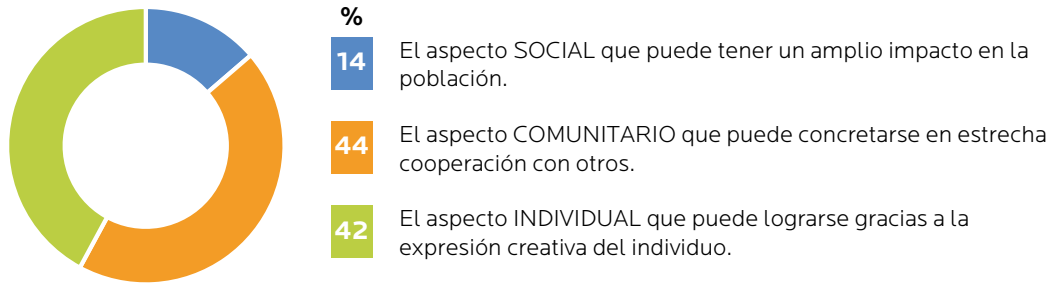 %
14
El aspecto SOCIAL que puede tener un amplio impacto en la
población.
44
El aspecto COMUNITARIO que puede concretarse en estrecha
cooperación con otros.
42
El aspecto INDIVIDUAL que puede lograrse gracias a la
expresión creativa del individuo.